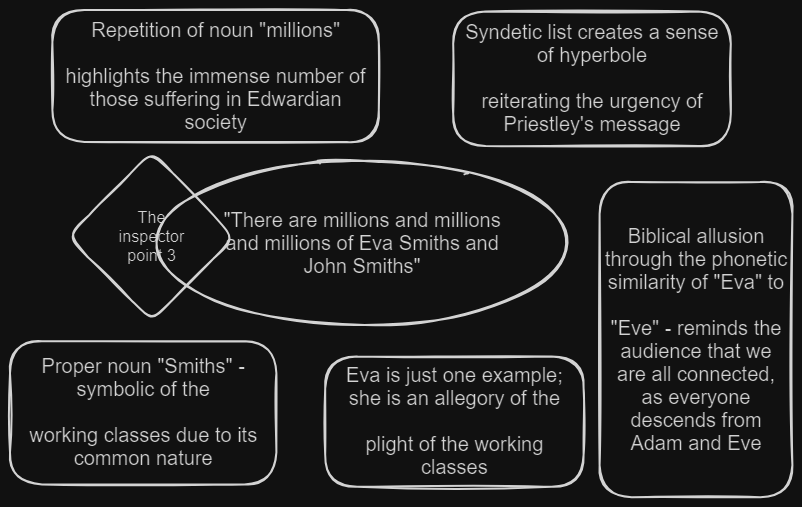 Repetition of noun "millions"
highlights the immense number of
those suffering in Edwardian
society
Syndetic list creates a sense
of hyperbole
reiterating the urgency of
Priestley's message
The
inspector
point 3
"There are millions and millions
and millions of Eva Smiths and
John Smiths"
Biblical allusion
through the phonetic
similarity of "Eva" to
"Eve" - reminds the
audience that we
are all connected,
as everyone
descends from
Adam and Eve
Proper noun "Smiths" -
symbolic of the
working classes due to its
common nature
Eva is just one example;
she is an allegory of the
plight of the working
classes